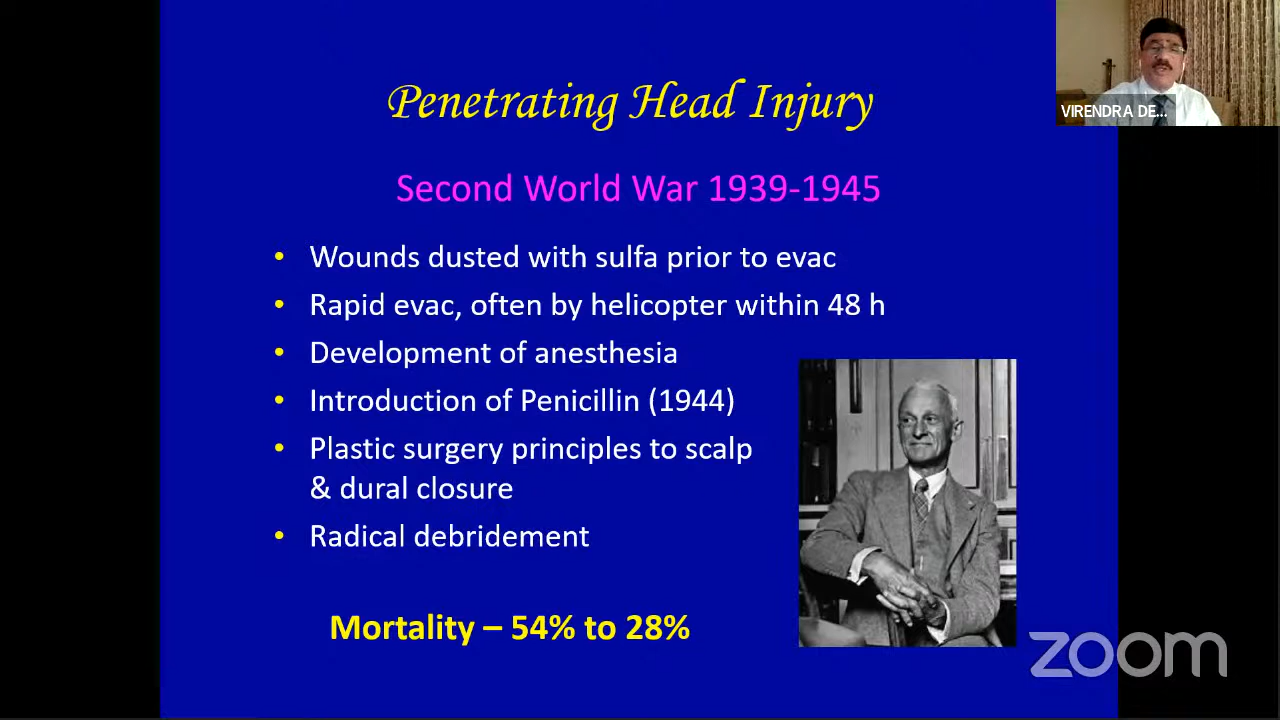 Penetrating Head Injury
VIRENDRA DE...
Second World War 1939-1945
• Wounds dusted with sulfa prior to evac
• Rapid evac, often by helicopter within 48 h
• Development of anesthesia
• Introduction of Penicillin (1944)
• Plastic surgery principles to scalp
& dural closure
• Radical debridement
Mortality – 54% to 28%
zoom